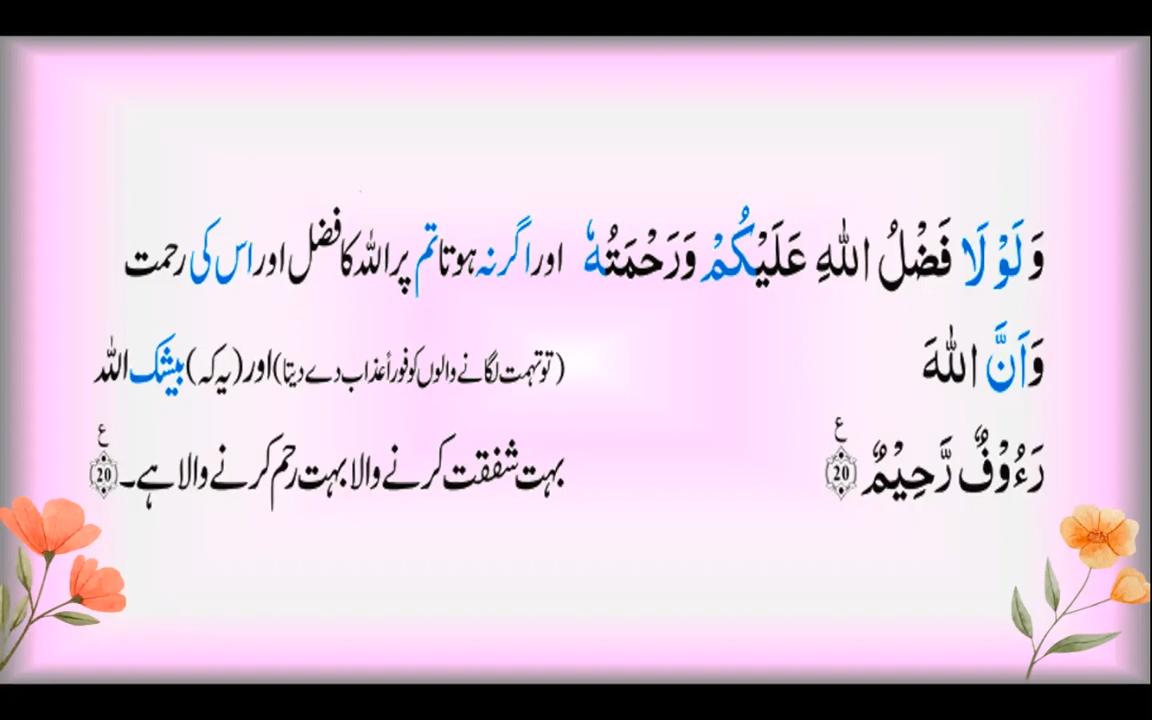 وَلَوْ لَا فَضْلُ اللهِ عَلَيْكُمْ وَرَحْمَتُهٗ اور اگر نہ ہوتا تم پر اللہ کا فضل اور اس کی رحمت
وَاَنَّ اللهَ (تو تہمت لگانے والوں کو فوراً عذاب دے دیتا) اور (یہ کہ) بیشک اللہ
رَءُوْفٌ رَّحِيْمٌ ع 20 بہت شفقت کرنے والا بہت رحم کرنے والا ہے۔ ع 20